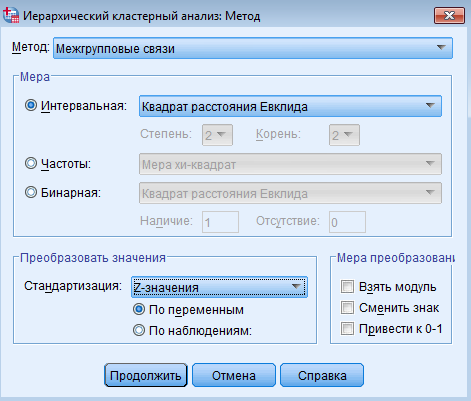 Иерархический кластерный анализ: Метод
Метод: Межгрупповые связи
Мера
Интервальная: Квадрат расстояния Евклида
Степень: 2 Корень: 2
Частоты: Мера хи-квадрат
Бинарная: Квадрат расстояния Евклида
Наличие: 1 Отсутствие: 0
Преобразовать значения
Стандартизация: Z-значения
По переменным
По наблюдениям:
Мера преобразовани
Взять модуль
Сменить знак
Привести к 0-1
Продолжить Отмена Справка